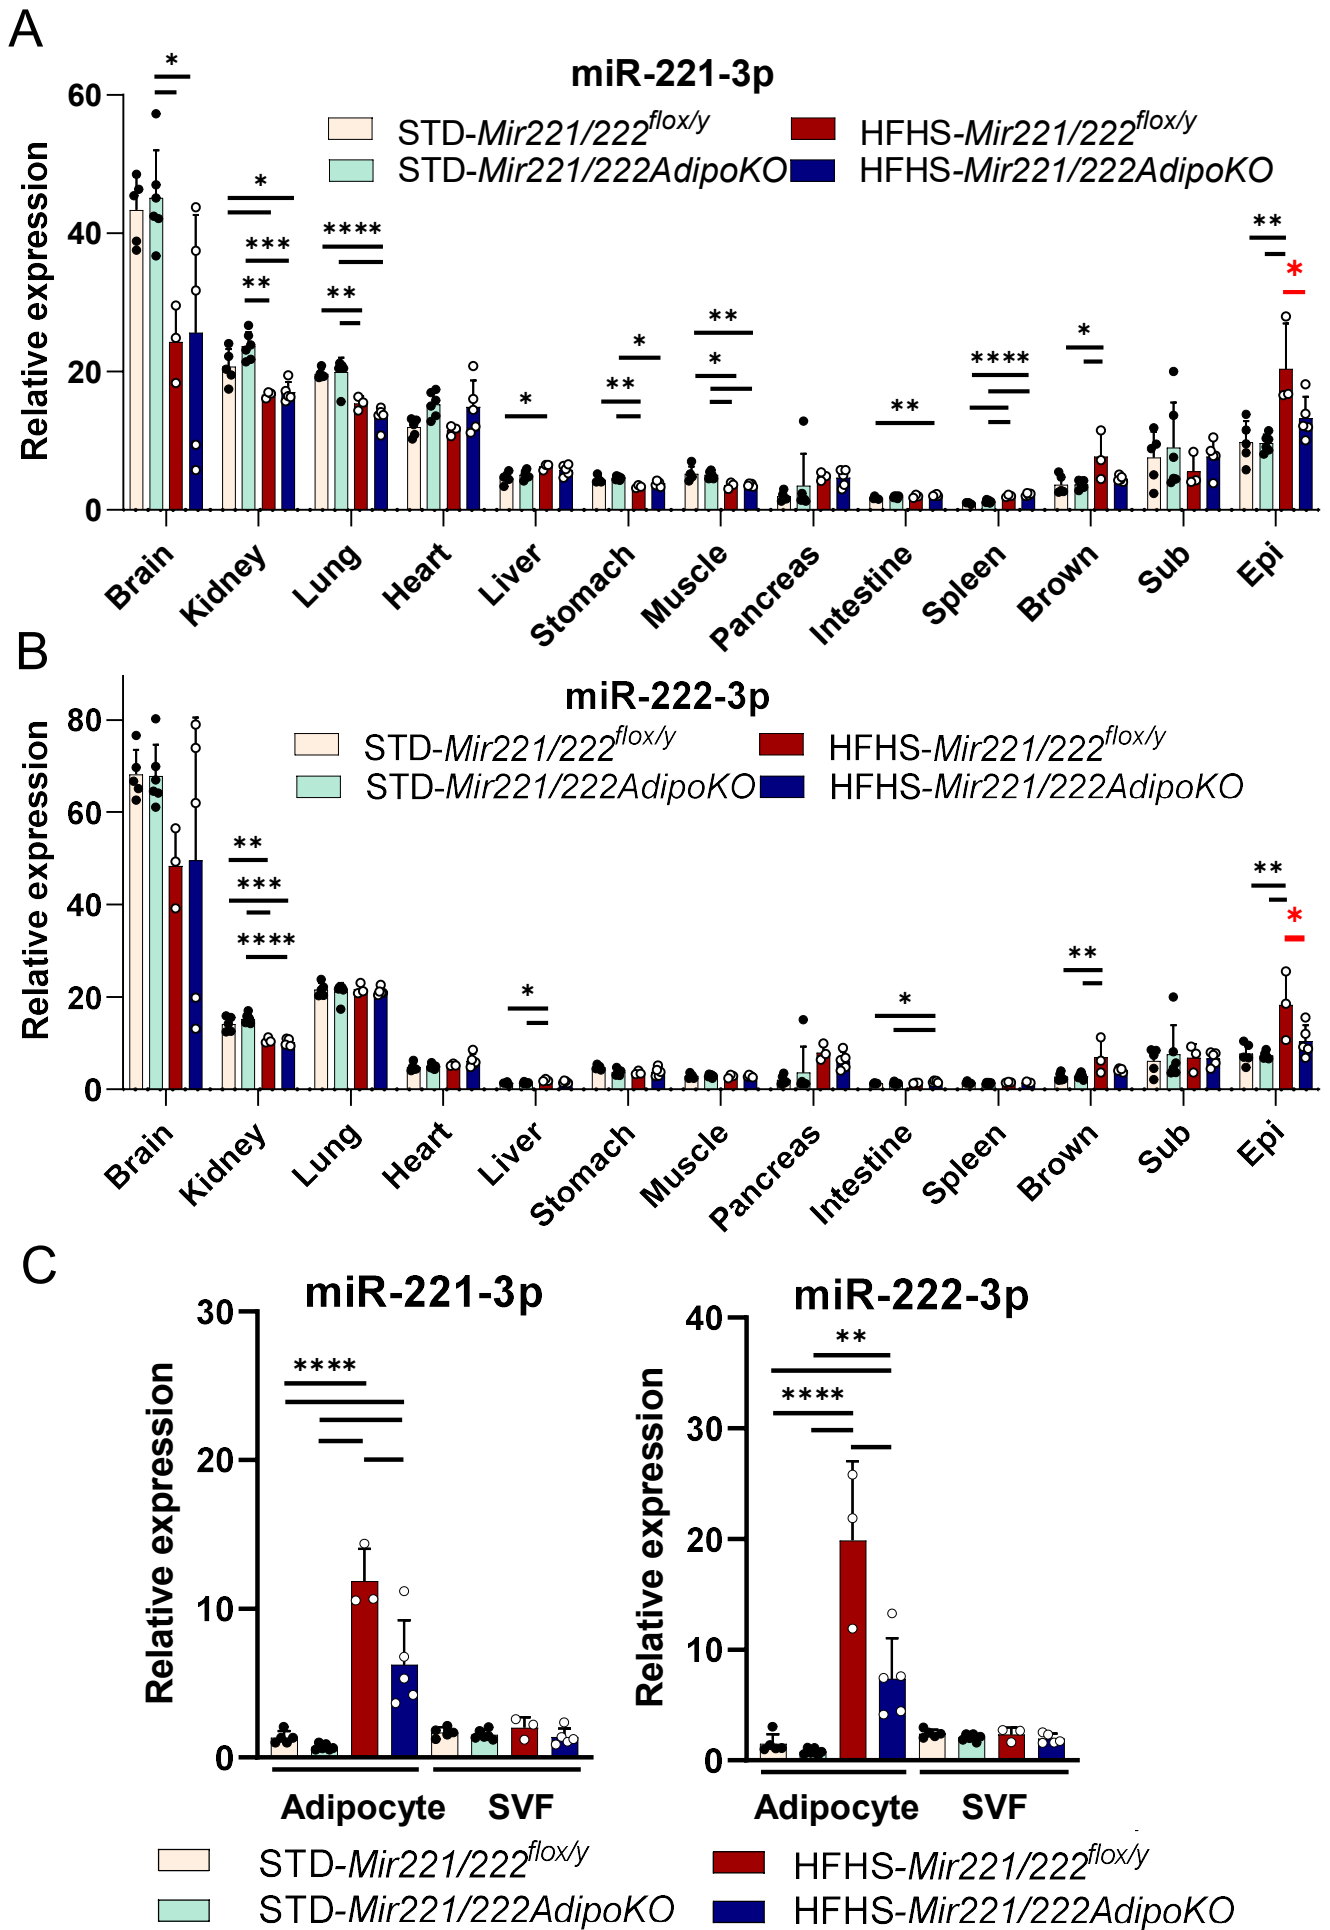 A
miR-221-3p
STD-Mir221/222flox/y
HFHS-Mir221/222flox/y
STD-Mir221/222AdipoKO
HFHS-Mir221/222AdipoKO
Relative expression
60
40
20
0
*
*
***
**
****
**
*
**
*
**
*
**
****
*
**
*
Brain
Kidney
Lung
Heart
Liver
Stomach
Muscle
Pancreas
Intestine
Spleen
Brown
Sub
Epi
B
miR-222-3p
STD-Mir221/222flox/y
HFHS-Mir221/222flox/y
STD-Mir221/222AdipoKO
HFHS-Mir221/222AdipoKO
Relative expression
80
60
40
20
0
**
***
****
*
*
**
**
*
Brain
Kidney
Lung
Heart
Liver
Stomach
Muscle
Pancreas
Intestine
Spleen
Brown
Sub
Epi
C
miR-221-3p
Relative expression
30
20
10
0
****
Adipocyte
SVF
miR-222-3p
Relative expression
40
30
20
10
0
**
****
Adipocyte
SVF
STD-Mir221/222flox/y
HFHS-Mir221/222flox/y
STD-Mir221/222AdipoKO
HFHS-Mir221/222AdipoKO